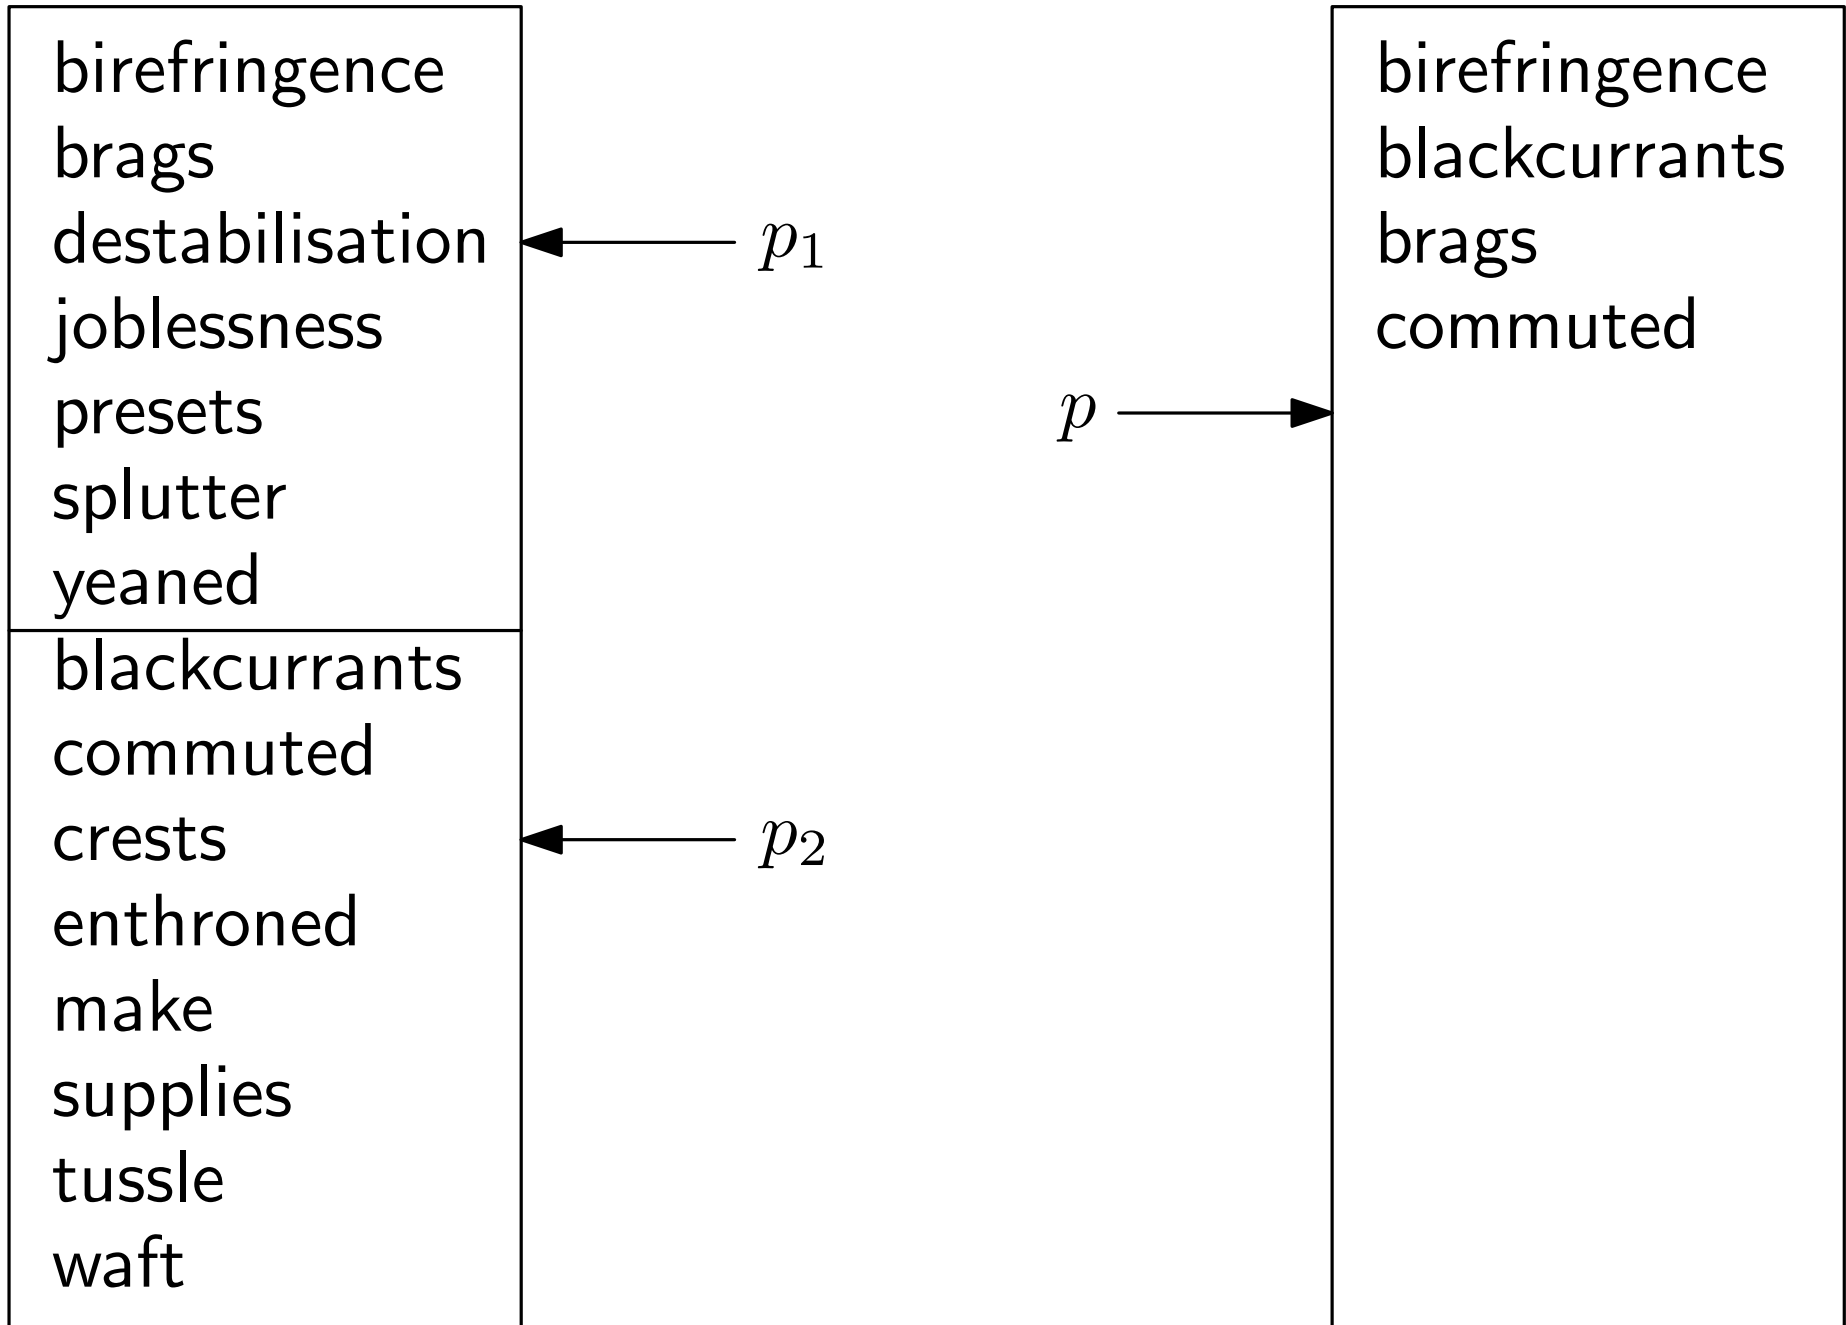 birefringence
brags
destabilisation
joblessness
presets
splutter
yeaned
blackcurrants
commuted
crests
enthroned
make
supplies
tussle
waft
p₁
p₂
p
birefringence
blackcurrants
brags
commuted